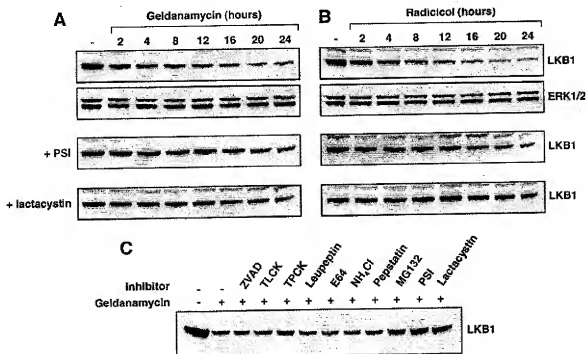 A
Geldanamycin (hours)
- 2 4 8 12 16 20 24
B
Radicicol (hours)
- 2 4 8 12 16 20 24
LKB1
ERK1/2
+ PSI
LKB1
+ lactacystin
LKB1
C
Inhibitor - - ZVAD TLCK TPCK Leupeptin E64 NH4Cl Pepstatin MG132 PSI Lactacystin
Geldanamycin - + + + + + + + + + + +
LKB1